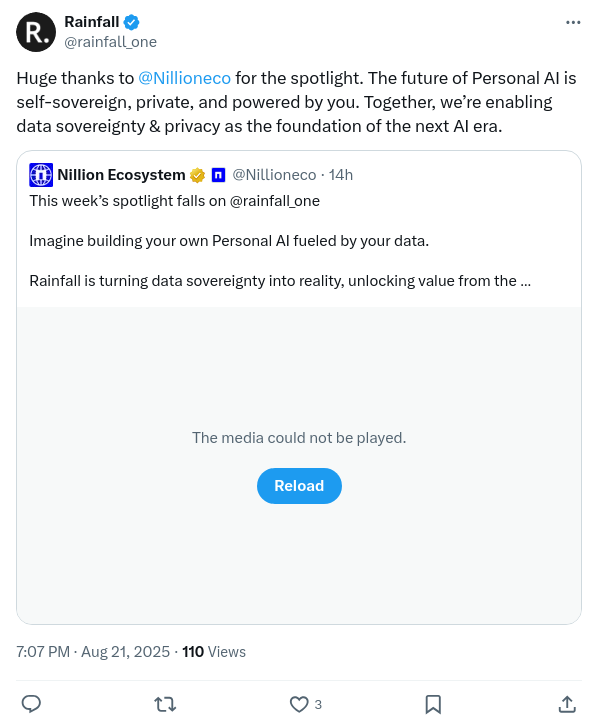 R.
Rainfall
@rainfall_one
Huge thanks to @Nillioneco for the spotlight. The future of Personal AI is
self-sovereign, private, and powered by you. Together, we’re enabling
data sovereignty & privacy as the foundation of the next AI era.
Nillion Ecosystem @Nillioneco · 14h
This week’s spotlight falls on @rainfall_one
Imagine building your own Personal AI fueled by your data.
Rainfall is turning data sovereignty into reality, unlocking value from the ...
The media could not be played.
Reload
7:07 PM · Aug 21, 2025 · 110 Views
3